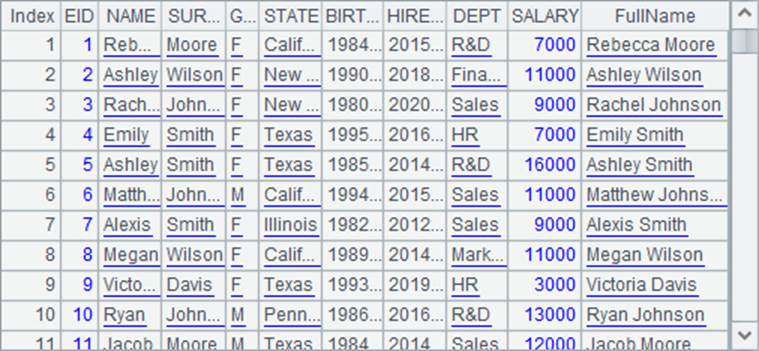 Index EID NAME SUR... G... STATE BIRT... HIRE... DEPT SALARY FullName
1 1 Reb... Moore F Calif... 1984... 2015... R&D 7000 Rebecca Moore
2 2 Ashley Wilson F New ... 1990... 2018... Fina... 11000 Ashley Wilson
3 3 Rach... John... F New ... 1980... 2020... Sales 9000 Rachel Johnson
4 4 Emily Smith F Texas 1995... 2016... HR 7000 Emily Smith
5 5 Ashley Smith F Texas 1985... 2014... R&D 16000 Ashley Smith
6 6 Matth... John... M Calif... 1994... 2015... Sales 11000 Matthew Johns...
7 7 Alexis Smith F Illinois 1982... 2012... Sales 9000 Alexis Smith
8 8 Megan Wilson F Calif... 1989... 2014... Mark... 11000 Megan Wilson
9 9 Victo... Davis F Texas 1993... 2019... HR 3000 Victoria Davis
10 10 Ryan John... M Penn... 1986... 2016... R&D 13000 Ryan Johnson
11 11 Jacob Moore M Texas 1984 2014 Sales 12000 Jacob Moore